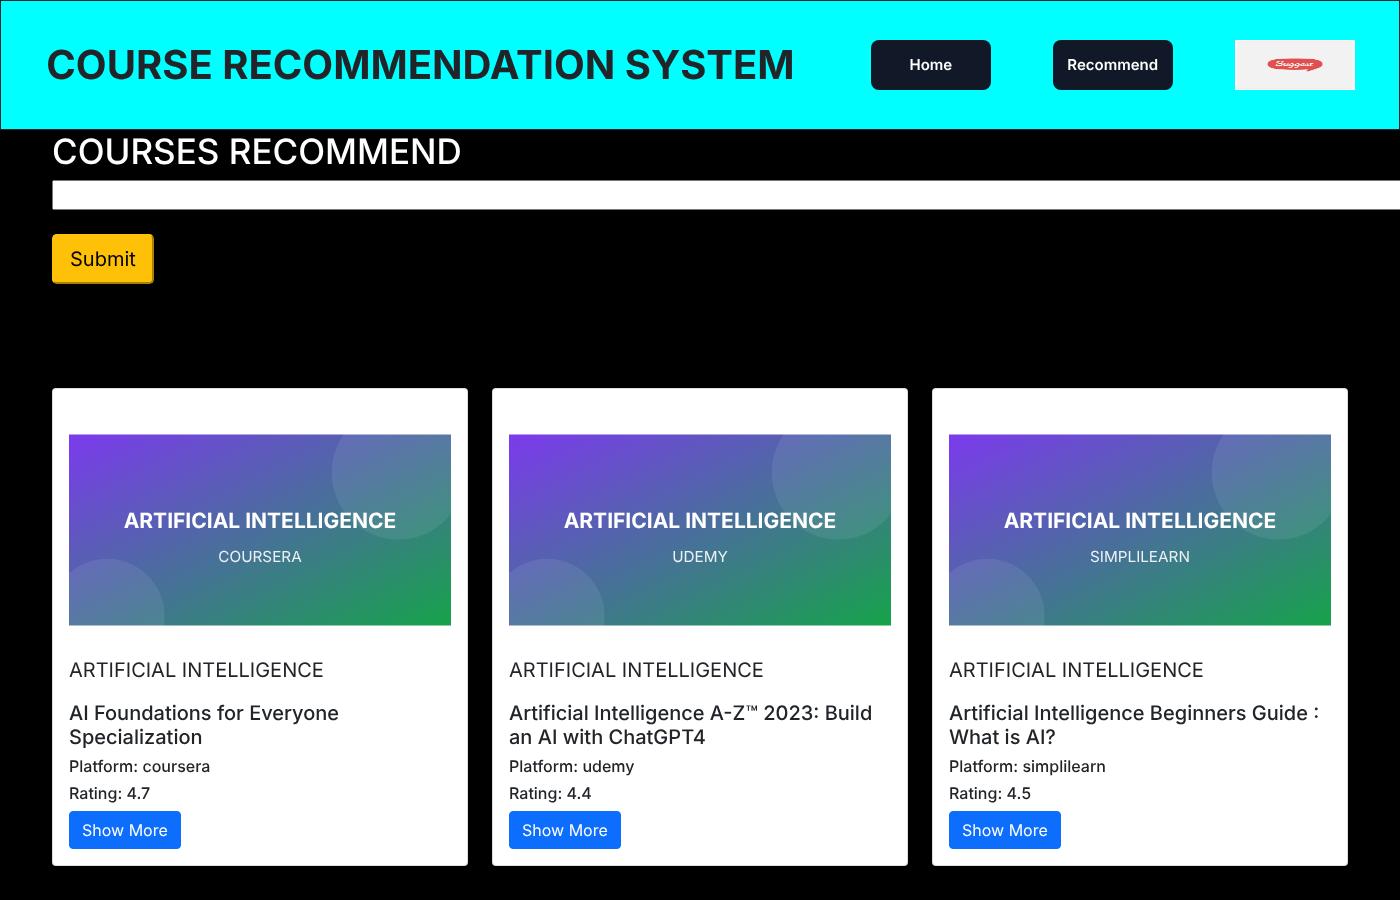 COURSE RECOMMENDATION SYSTEM
Home
Recommend
Suggest
COURSES RECOMMEND
Submit
ARTIFICIAL INTELLIGENCE
COURSERA
ARTIFICIAL INTELLIGENCE
AI Foundations for Everyone
Specialization
Platform: coursera
Rating: 4.7
Show More
ARTIFICIAL INTELLIGENCE
UDEMY
ARTIFICIAL INTELLIGENCE
Artificial Intelligence A-Z™ 2023: Build
an AI with ChatGPT4
Platform: udemy
Rating: 4.4
Show More
ARTIFICIAL INTELLIGENCE
SIMPLILEARN
ARTIFICIAL INTELLIGENCE
Artificial Intelligence Beginners Guide :
What is AI?
Platform: simplilearn
Rating: 4.5
Show More